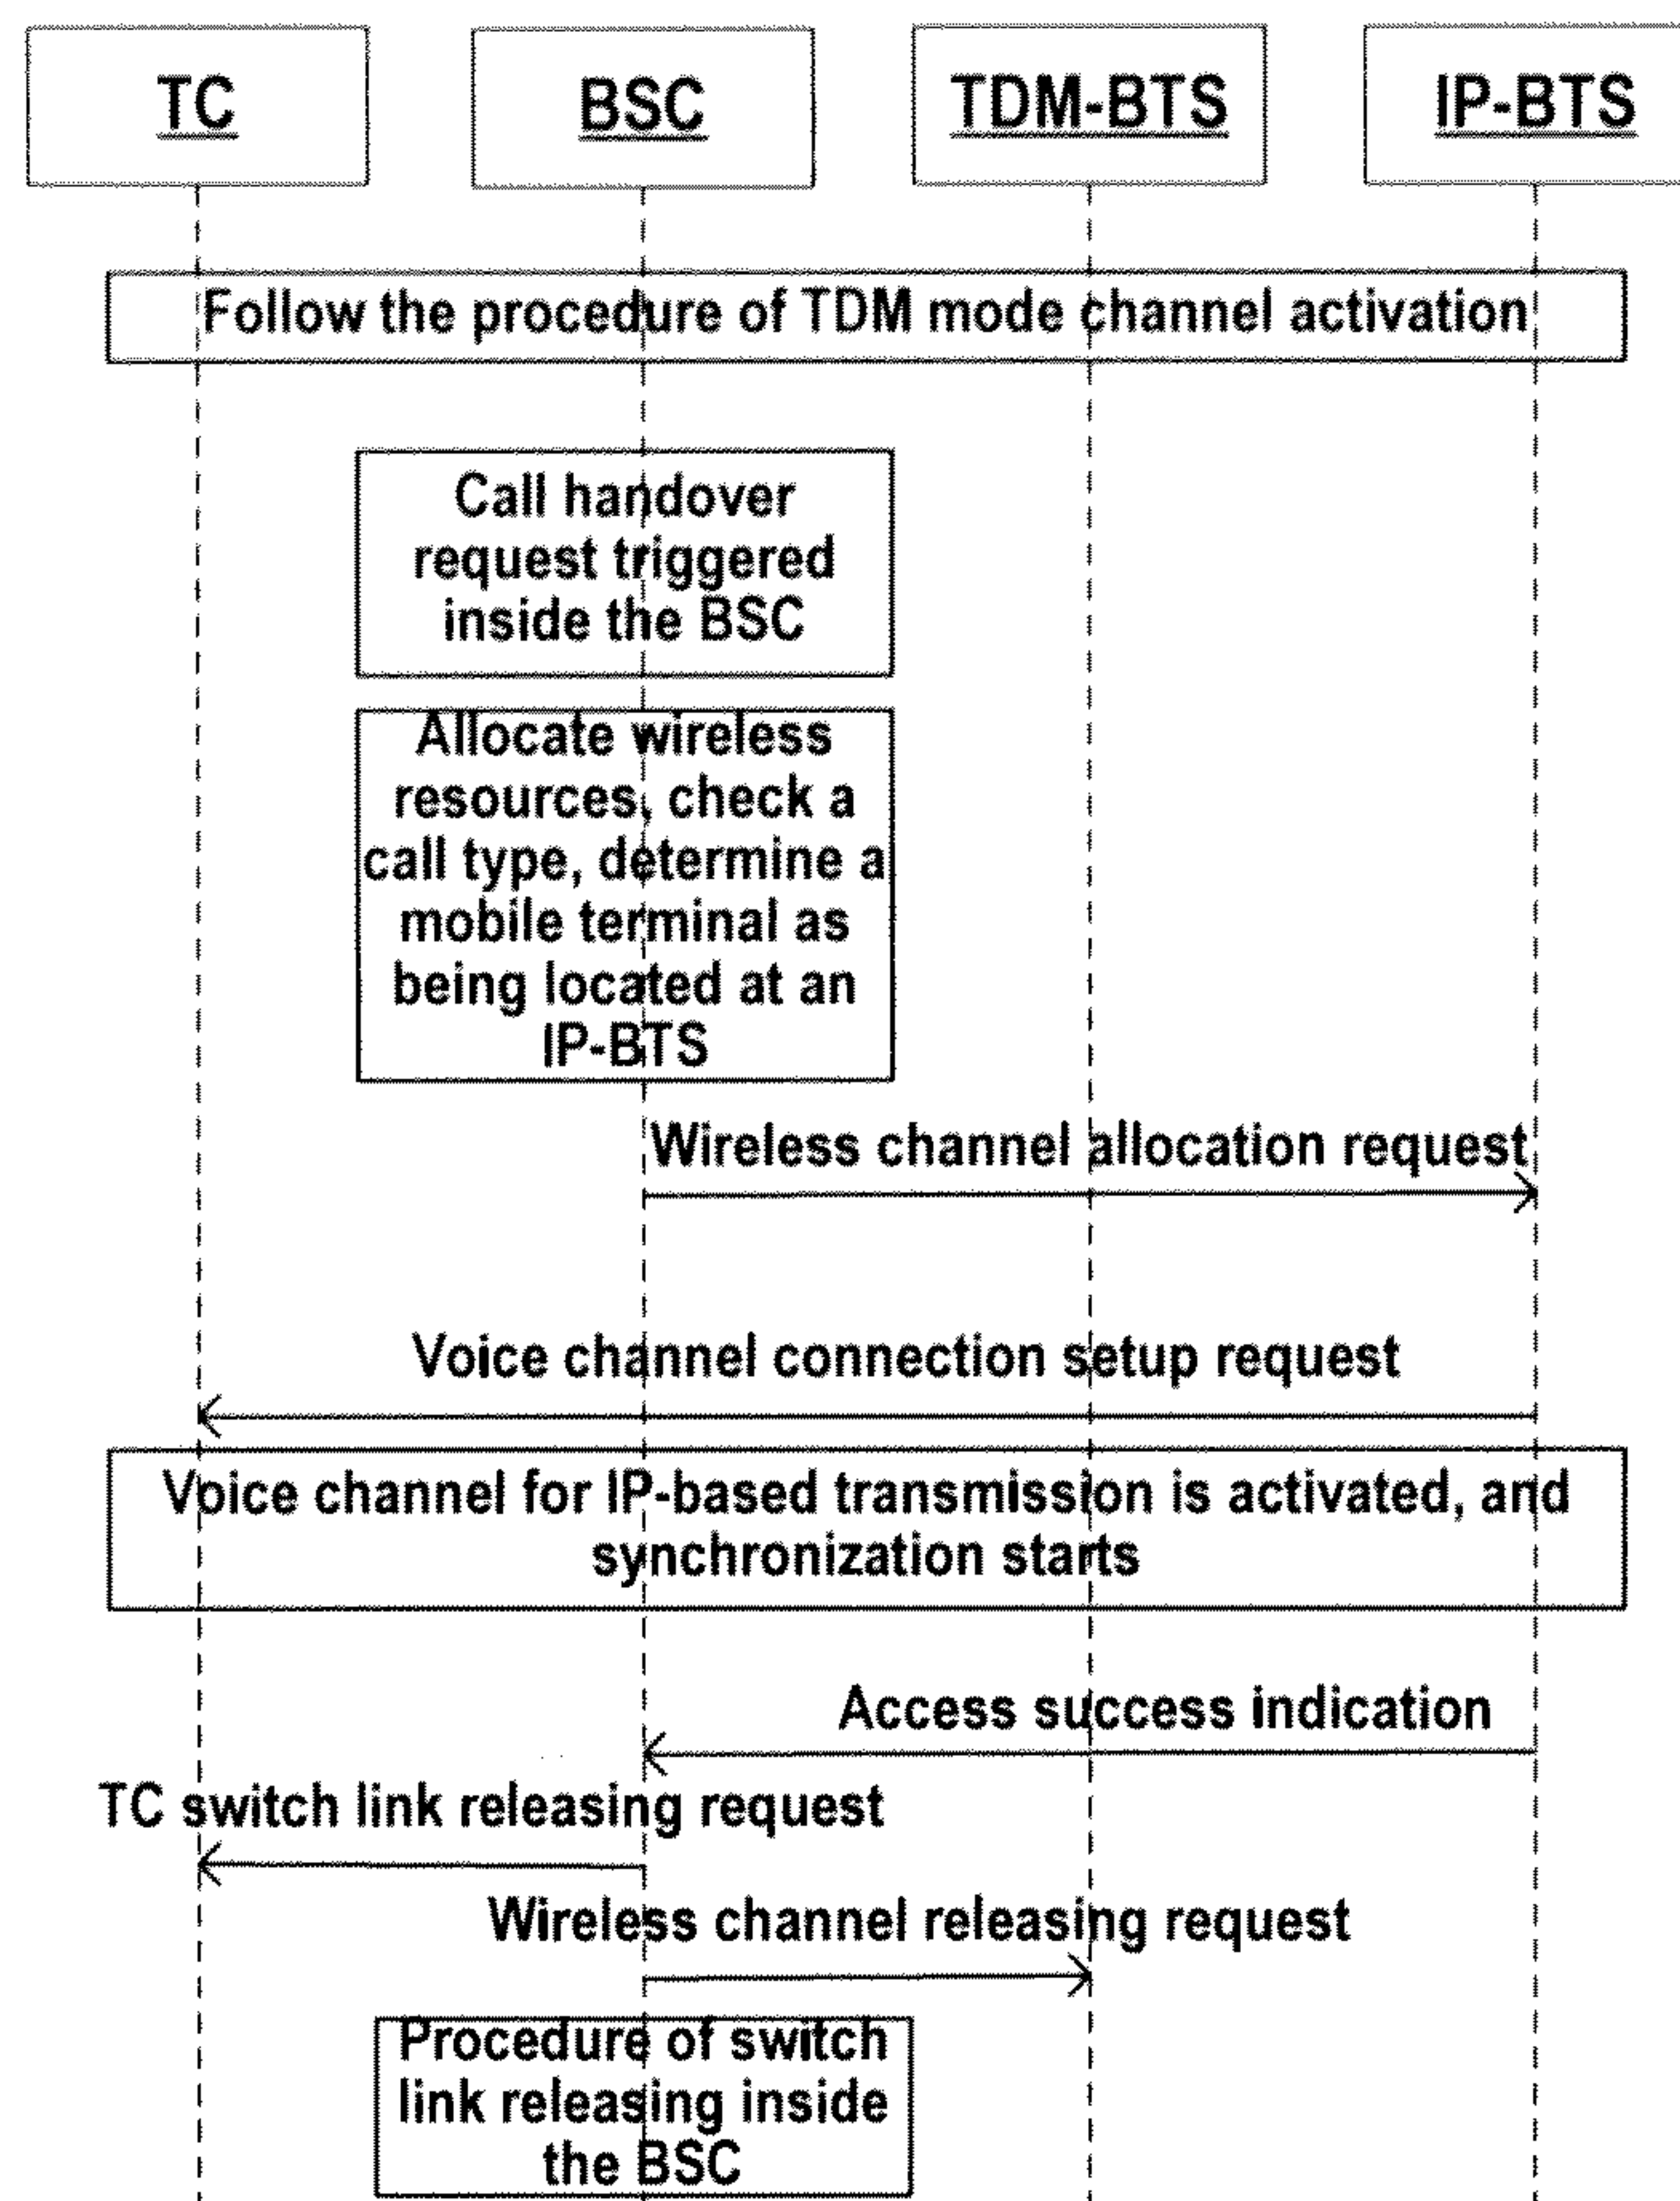 TC
BSC
TDM-BTS
IP-BTS
Follow the procedure of TDM mode channel activation
Call handover
request triggered
inside the BSC
Allocate wireless
resources, check a
call type, determine a
mobile terminal as
being located at an
IP-BTS
Wireless channel allocation request
Voice channel connection setup request
Voice channel for IP-based transmission is activated, and
synchronization starts
Access success indication
TC switch link releasing request
Wireless channel releasing request
Procedure of switch
link releasing inside
the BSC